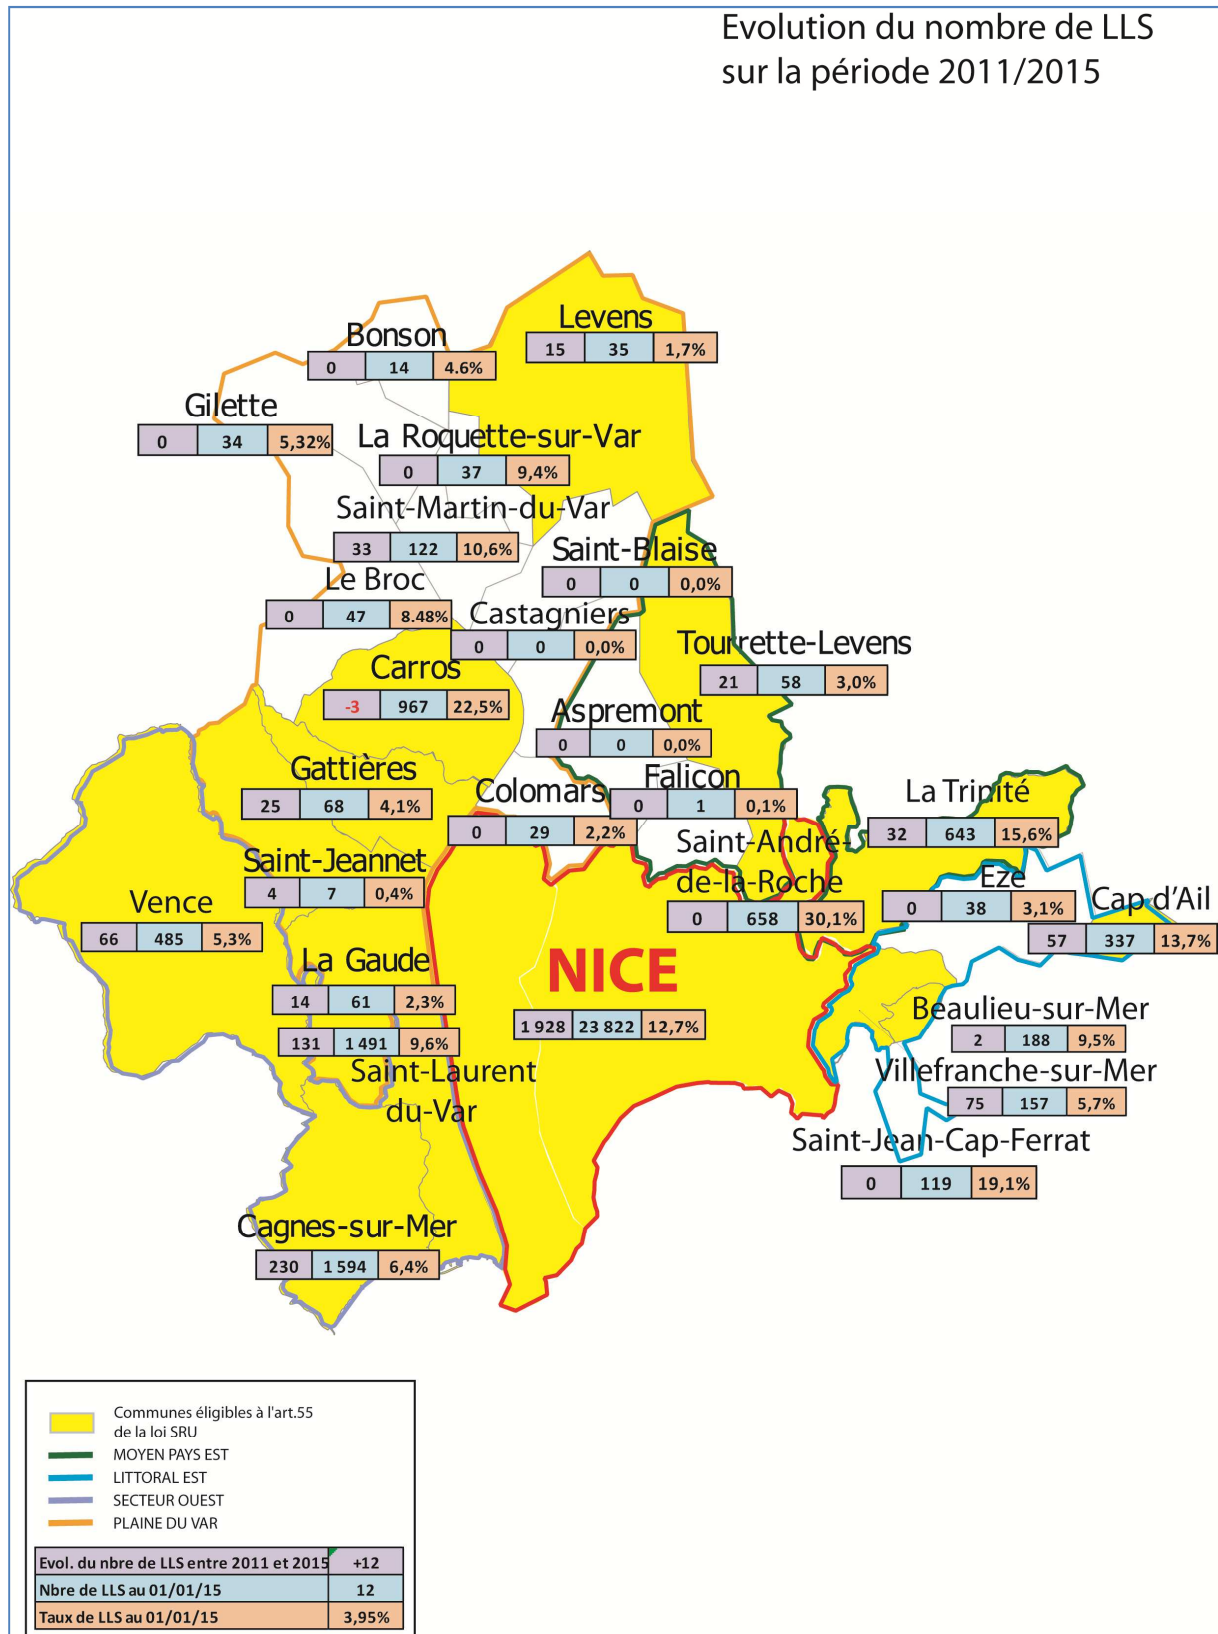 Evolution du nombre de LLS
sur la période 2011/2015
Levens
15 35 1,7%
Bonson
0 14 4.6%
Gilette
0 34 5,32%
La Roquette-sur-Var
0 37 9,4%
Saint-Martin-du-Var
33 122 10,6%
Saint-Blaise
0 0 0,0%
Le Broc
0 47 8.48%
Castagniers
0 0 0,0%
Tourrette-Levens
21 58 3,0%
Carros
-3 967 22,5%
Aspremont
0 0 0,0%
Gattières
25 68 4,1%
Colomars
0 29 2,2%
Falicon
0 1 0,1%
La Trinité
32 643 15,6%
Saint-André-
de-la-Roche
0 658 30,1%
Saint-Jeannet
4 7 0,4%
Eze
0 38 3,1%
Vence
66 485 5,3%
Cap d'Ail
57 337 13,7%
La Gaude
14 61 2,3%
NICE
1 928 23 822 12,7%
131 1 491 9,6%
Saint-Laurent
du-Var
Beaulieu-sur-Mer
2 188 9,5%
Villefranche-sur-Mer
75 157 5,7%
Saint-Jean-Cap-Ferrat
0 119 19,1%
Cagnes-sur-Mer
230 1 594 6,4%
Communes éligibles à l'art.55
de la loi SRU
MOYEN PAYS EST
LITTORAL EST
SECTEUR OUEST
PLAINE DU VAR
Evol. du nbre de LLS entre 2011 et 2015 +12
Nbre de LLS au 01/01/15 12
Taux de LLS au 01/01/15 3,95%